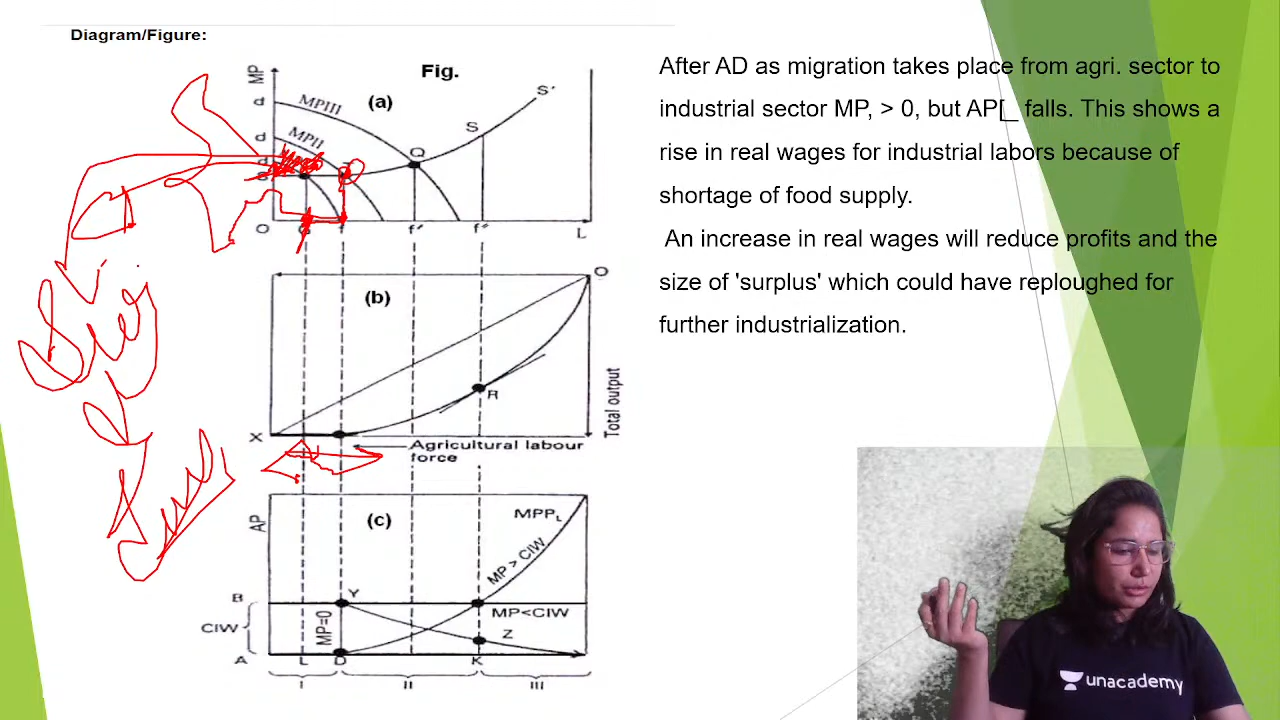 Diagram/Figure:
Fig.
MP
(a)
MPIII
MPII
d
d
d
S'
S
Q
O
f
f'
f"
L
(b)
O
R
X
Total output
Agricultural labour
force
(c)
AP
MPP L
MP > CIW
B
Y
MP<CIW
CIW
MP=0
Z
A
L
D
K
I
II
III
After AD as migration takes place from agri. sector to
industrial sector MP, > 0, but AP[_ falls. This shows a
rise in real wages for industrial labors because of
shortage of food supply.
An increase in real wages will reduce profits and the
size of 'surplus' which could have reploughed for
further industrialization.
unacademy